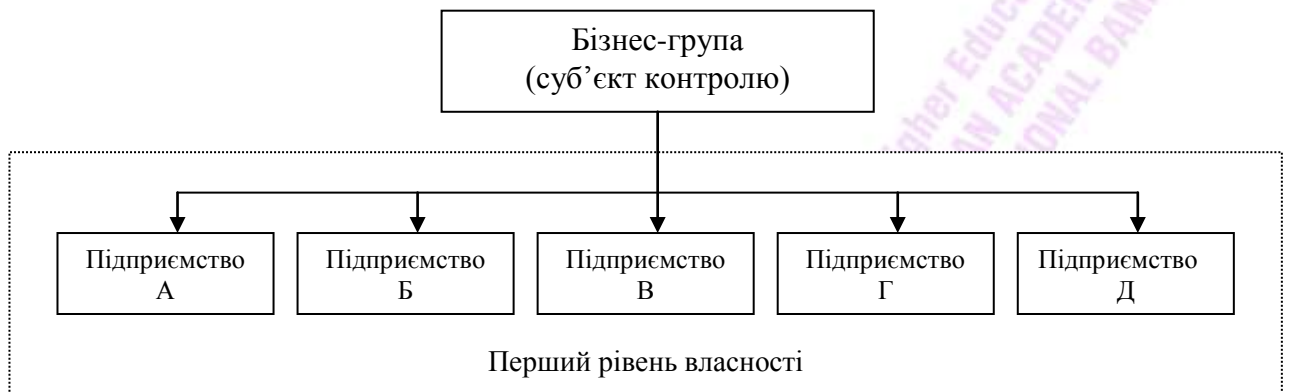 Бізнес-група
(суб’єкт контролю)
Підприємство
А
Підприємство
Б
Підприємство
В
Підприємство
Г
Підприємство
Д
Перший рівень власності